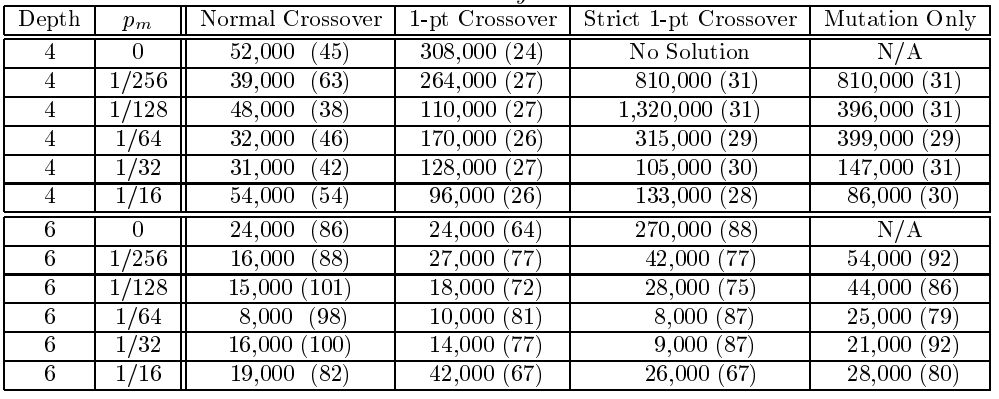 Depth p_m Normal Crossover 1-pt Crossover Strict 1-pt Crossover Mutation Only
4 0 52,000 (45) 308,000 (24) No Solution N/A
4 1/256 39,000 (63) 264,000 (27) 810,000 (31) 810,000 (31)
4 1/128 48,000 (38) 110,000 (27) 1,320,000 (31) 396,000 (31)
4 1/64 32,000 (46) 170,000 (26) 315,000 (29) 399,000 (29)
4 1/32 31,000 (42) 128,000 (27) 105,000 (30) 147,000 (31)
4 1/16 54,000 (54) 96,000 (26) 133,000 (28) 86,000 (30)
6 0 24,000 (86) 24,000 (64) 270,000 (88) N/A
6 1/256 16,000 (88) 27,000 (77) 42,000 (77) 54,000 (92)
6 1/128 15,000 (101) 18,000 (72) 28,000 (75) 44,000 (86)
6 1/64 8,000 (98) 10,000 (81) 8,000 (87) 25,000 (79)
6 1/32 16,000 (100) 14,000 (77) 9,000 (87) 21,000 (92)
6 1/16 19,000 (82) 42,000 (67) 26,000 (67) 28,000 (80)